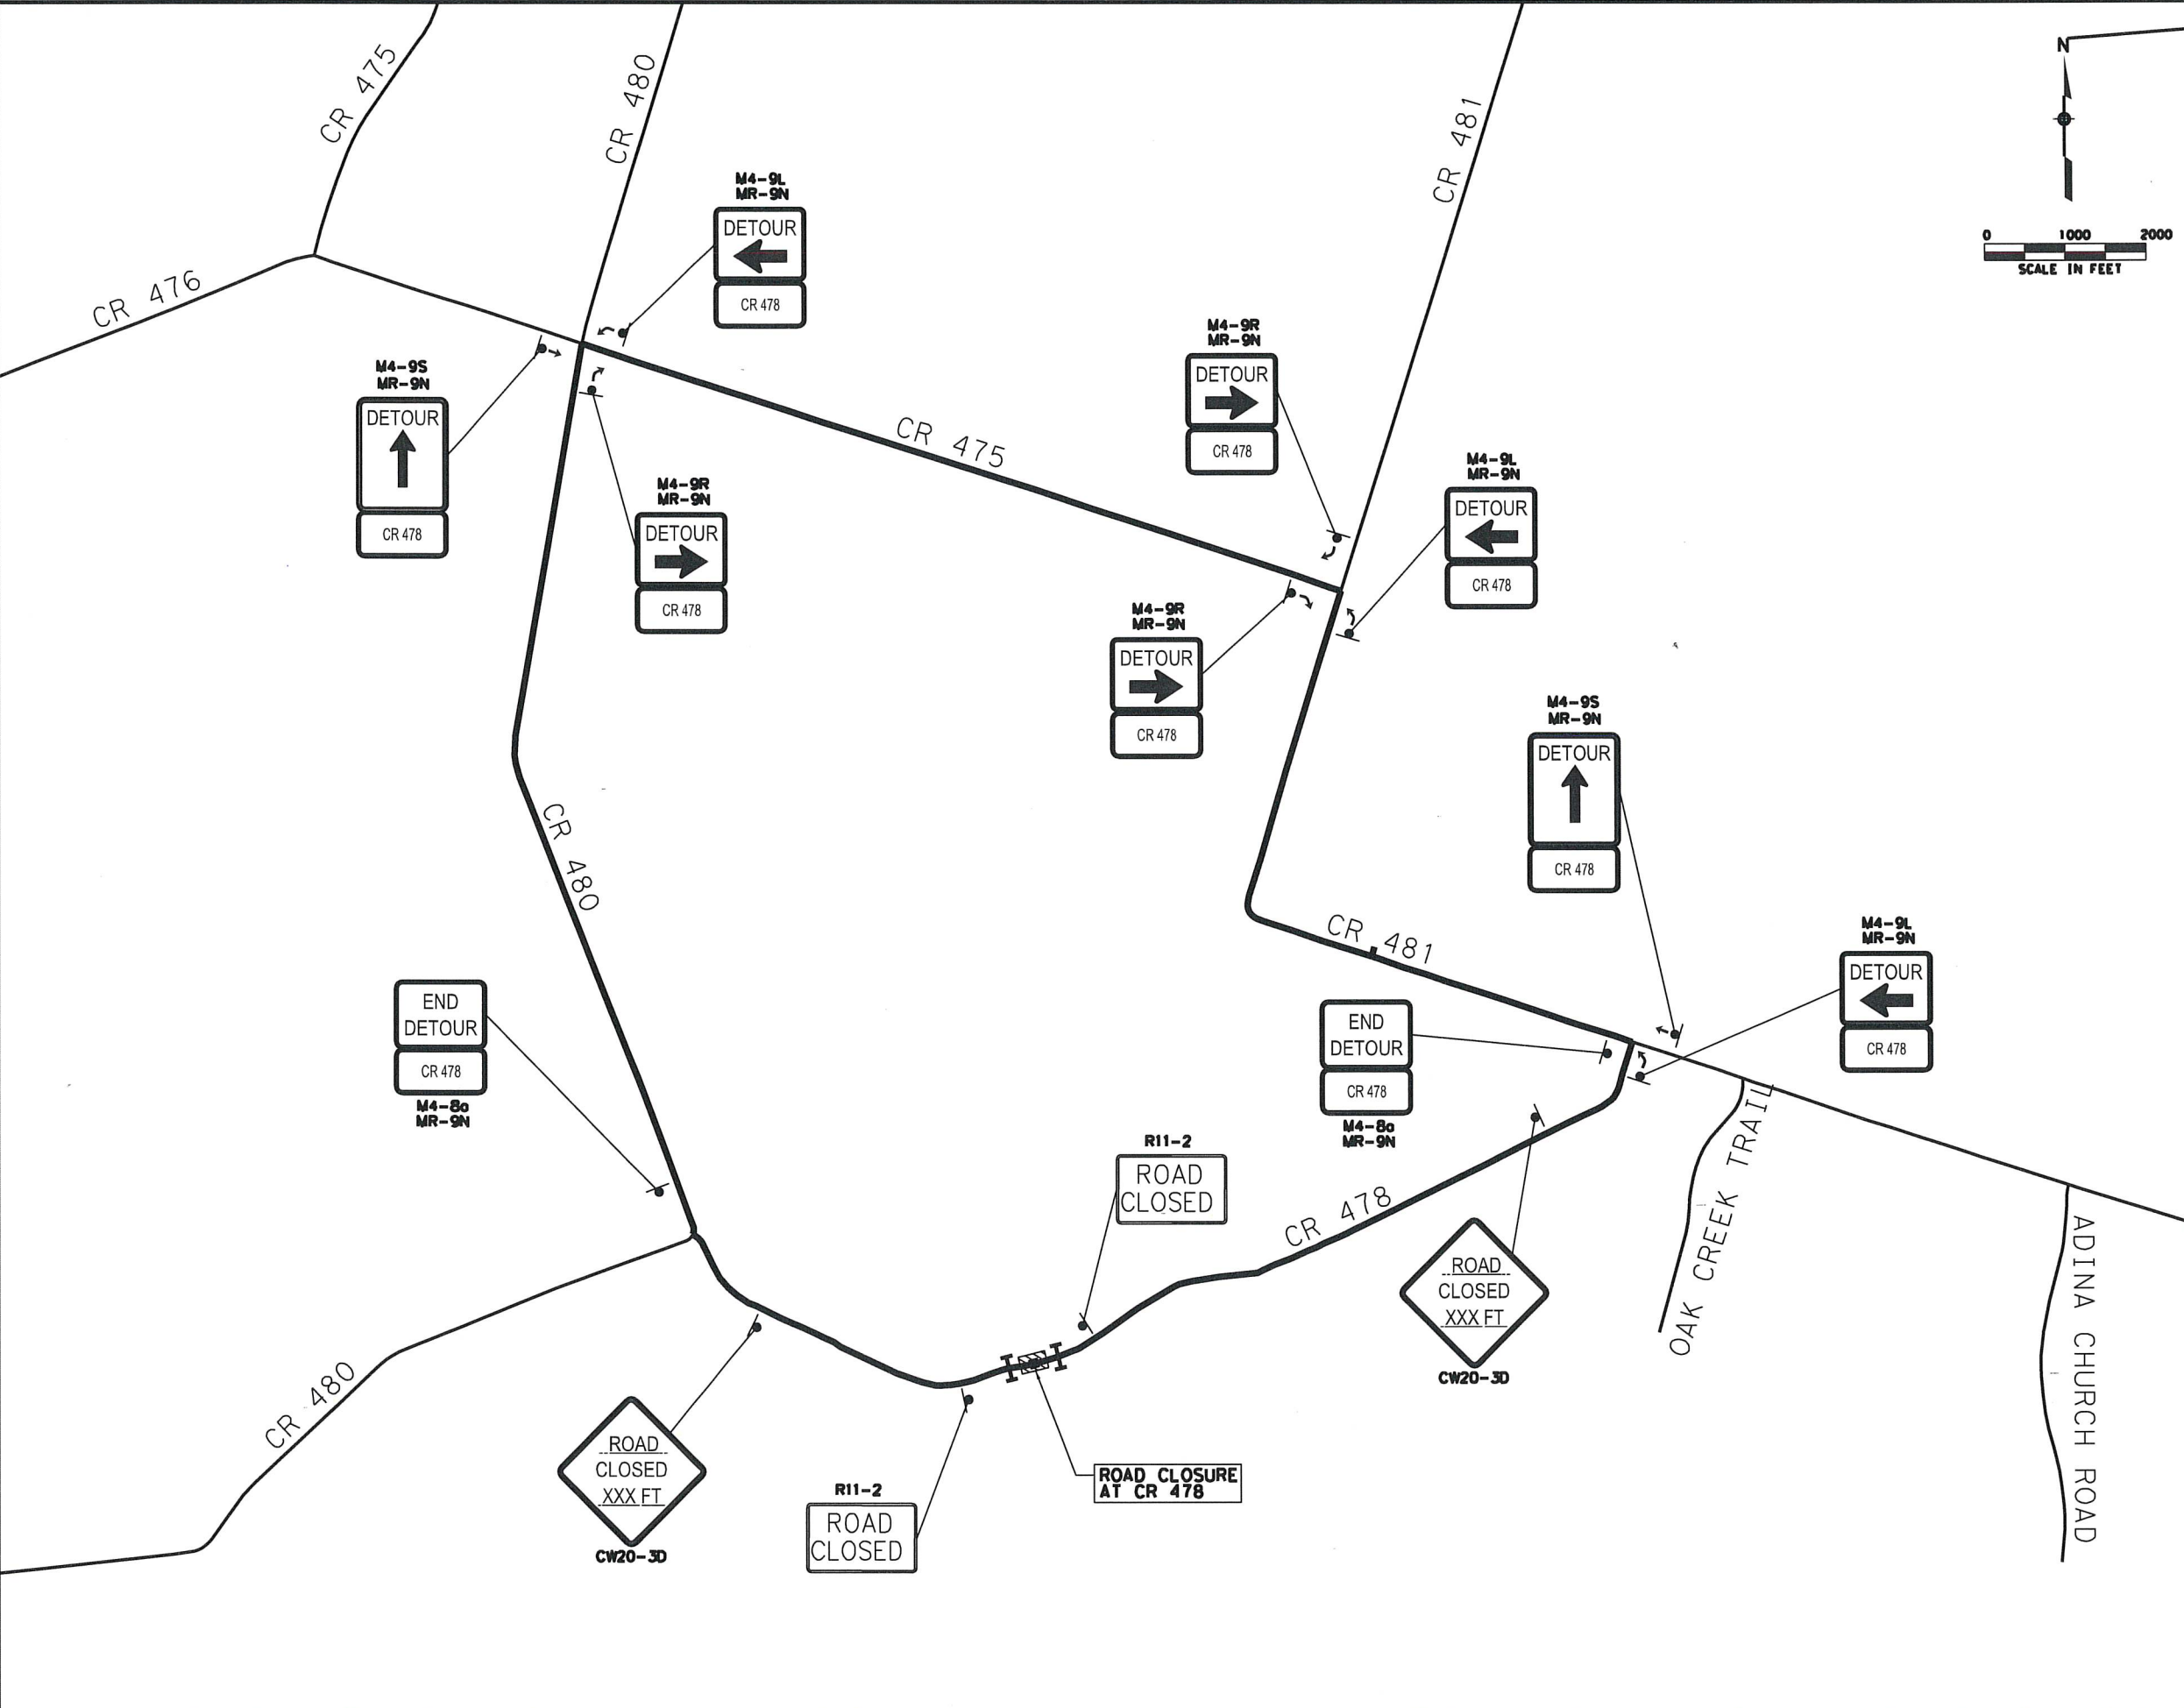 CR 475
CR 480
CR 481
N
0 1000 2000
SCALE IN FEET
M4-9L
MR-9N
DETOUR
CR 478
CR 476
M4-9S
MR-9N
DETOUR
CR 478
M4-9R
MR-9N
DETOUR
CR 478
CR 475
M4-9R
MR-9N
DETOUR
CR 478
M4-9L
MR-9N
DETOUR
CR 478
M4-9R
MR-9N
DETOUR
CR 478
M4-9S
MR-9N
DETOUR
CR 478
CR 480
CR 481
M4-9L
MR-9N
DETOUR
CR 478
END
DETOUR
CR 478
M4-8a
MR-9N
END
DETOUR
CR 478
M4-8a
MR-9N
R11-2
ROAD
CLOSED
CR 478
ROAD
CLOSED
XXX FT
CW20-3D
OAK CREEK TRAIL
ADINA CHURCH ROAD
CR 480
ROAD
CLOSED
XXX FT
CW20-3D
R11-2
ROAD
CLOSED
ROAD CLOSURE
AT CR 478